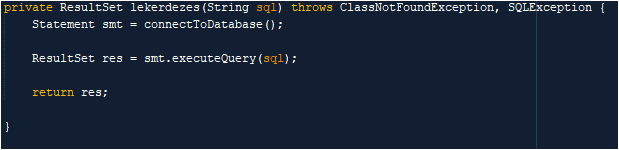 private ResultSet lekerdezes(String sql) throws ClassNotFoundException, SQLException {
    Statement smt = connectToDatabase();
    ResultSet res = smt.executeQuery(sql);
    return res;
}